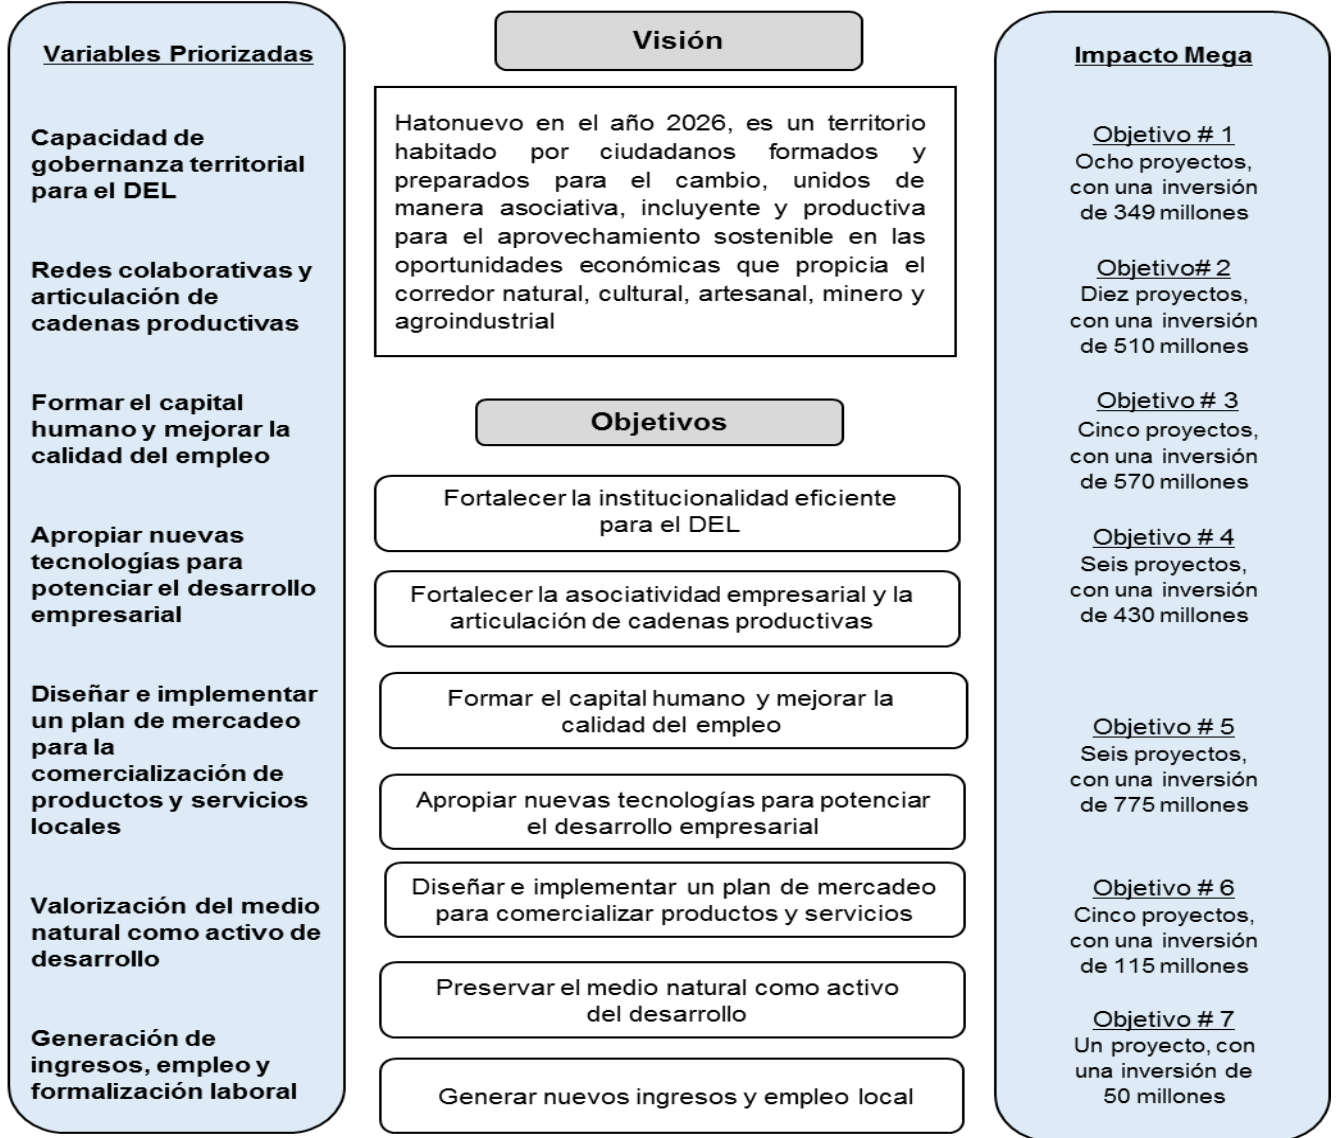 Variables Priorizadas
Capacidad de
gobernanza territorial
para el DEL
Redes colaborativas y
articulación de
cadenas productivas
Formar el capital
humano y mejorar la
calidad del empleo
Apropiar nuevas
tecnologías para
potenciar el desarrollo
empresarial
Diseñar e implementar
un plan de mercadeo
para la
comercialización de
productos y servicios
locales
Valorización del medio
natural como activo de
desarrollo
Generación de
ingresos, empleo y
formalización laboral
Visión
Hatonuevo en el año 2026, es un territorio
habitado por ciudadanos formados y
preparados para el cambio, unidos de
manera asociativa, incluyente y productiva
para el aprovechamiento sostenible en las
oportunidades económicas que propicia el
corredor natural, cultural, artesanal, minero y
agroindustrial
Objetivos
Fortalecer la institucionalidad eficiente
para el DEL
Fortalecer la asociatividad empresarial y la
articulación de cadenas productivas
Formar el capital humano y mejorar la
calidad del empleo
Apropiar nuevas tecnologías para potenciar
el desarrollo empresarial
Diseñar e implementar un plan de mercadeo
para comercializar productos y servicios
Preservar el medio natural como activo
del desarrollo
Generar nuevos ingresos y empleo local
Impacto Mega
Objetivo # 1
Ocho proyectos,
con una inversión
de 349 millones
Objetivo# 2
Diez proyectos,
con una inversión
de 510 millones
Objetivo # 3
Cinco proyectos,
con una inversión
de 570 millones
Objetivo # 4
Seis proyectos,
con una inversión
de 430 millones
Objetivo # 5
Seis proyectos,
con una inversión
de 775 millones
Objetivo # 6
Cinco proyectos,
con una inversión
de 115 millones
Objetivo # 7
Un proyecto, con
una inversión de
50 millones